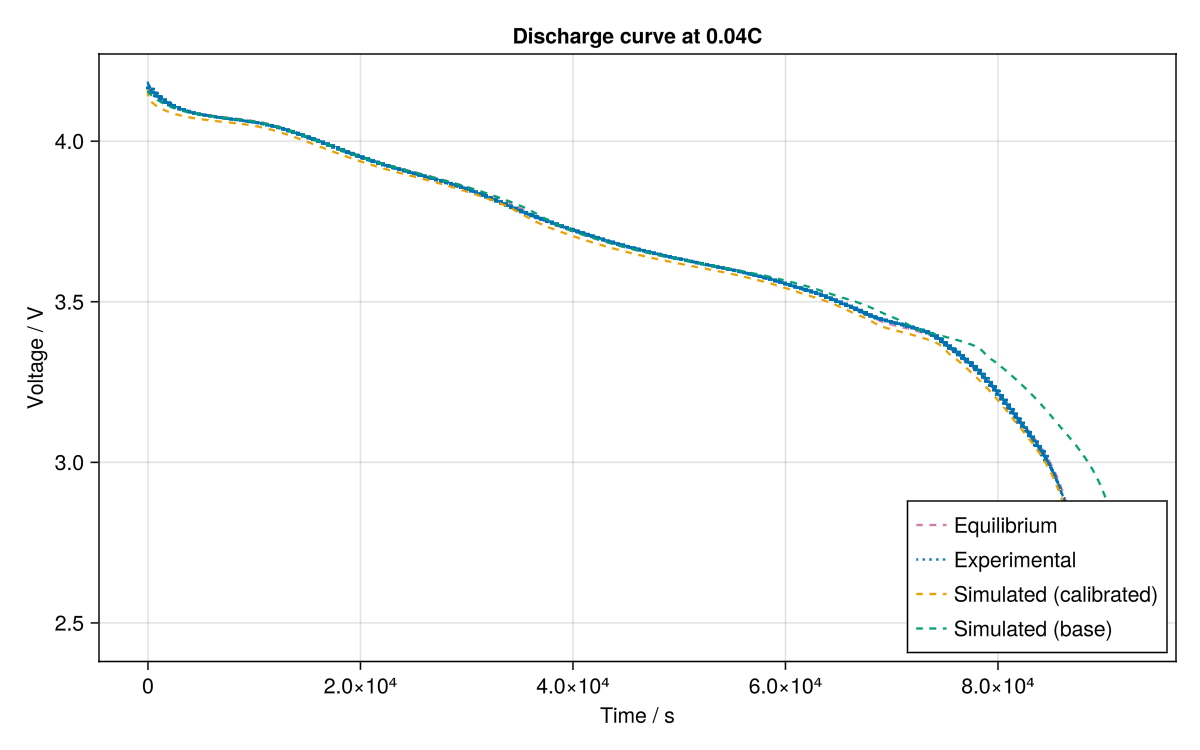 Discharge curve at 0.04C
Voltage / V
4.0
3.5
3.0
2.5
0
2.0×10⁴
4.0×10⁴
6.0×10⁴
8.0×10⁴
Time / s
Equilibrium
Experimental
Simulated (calibrated)
Simulated (base)